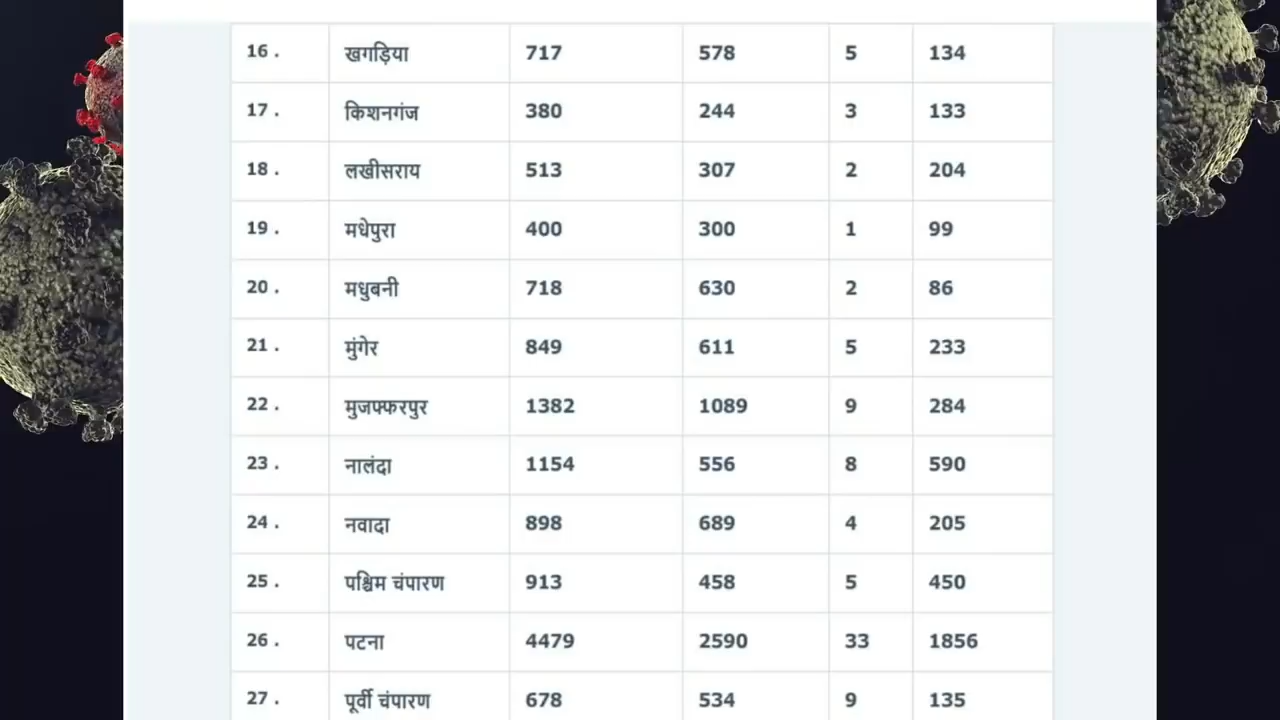 16 . खगड़िया 717 578 5 134
17 . किशनगंज 380 244 3 133
18 . लखीसराय 513 307 2 204
19 . मधेपुरा 400 300 1 99
20 . मधुबनी 718 630 2 86
21 . मुंगेर 849 611 5 233
22 . मुजफ्फरपुर 1382 1089 9 284
23 . नालंदा 1154 556 8 590
24 . नवादा 898 689 4 205
25 . पश्चिम चंपारण 913 458 5 450
26 . पटना 4479 2590 33 1856
27 . पूर्वी चंपारण 678 534 9 135